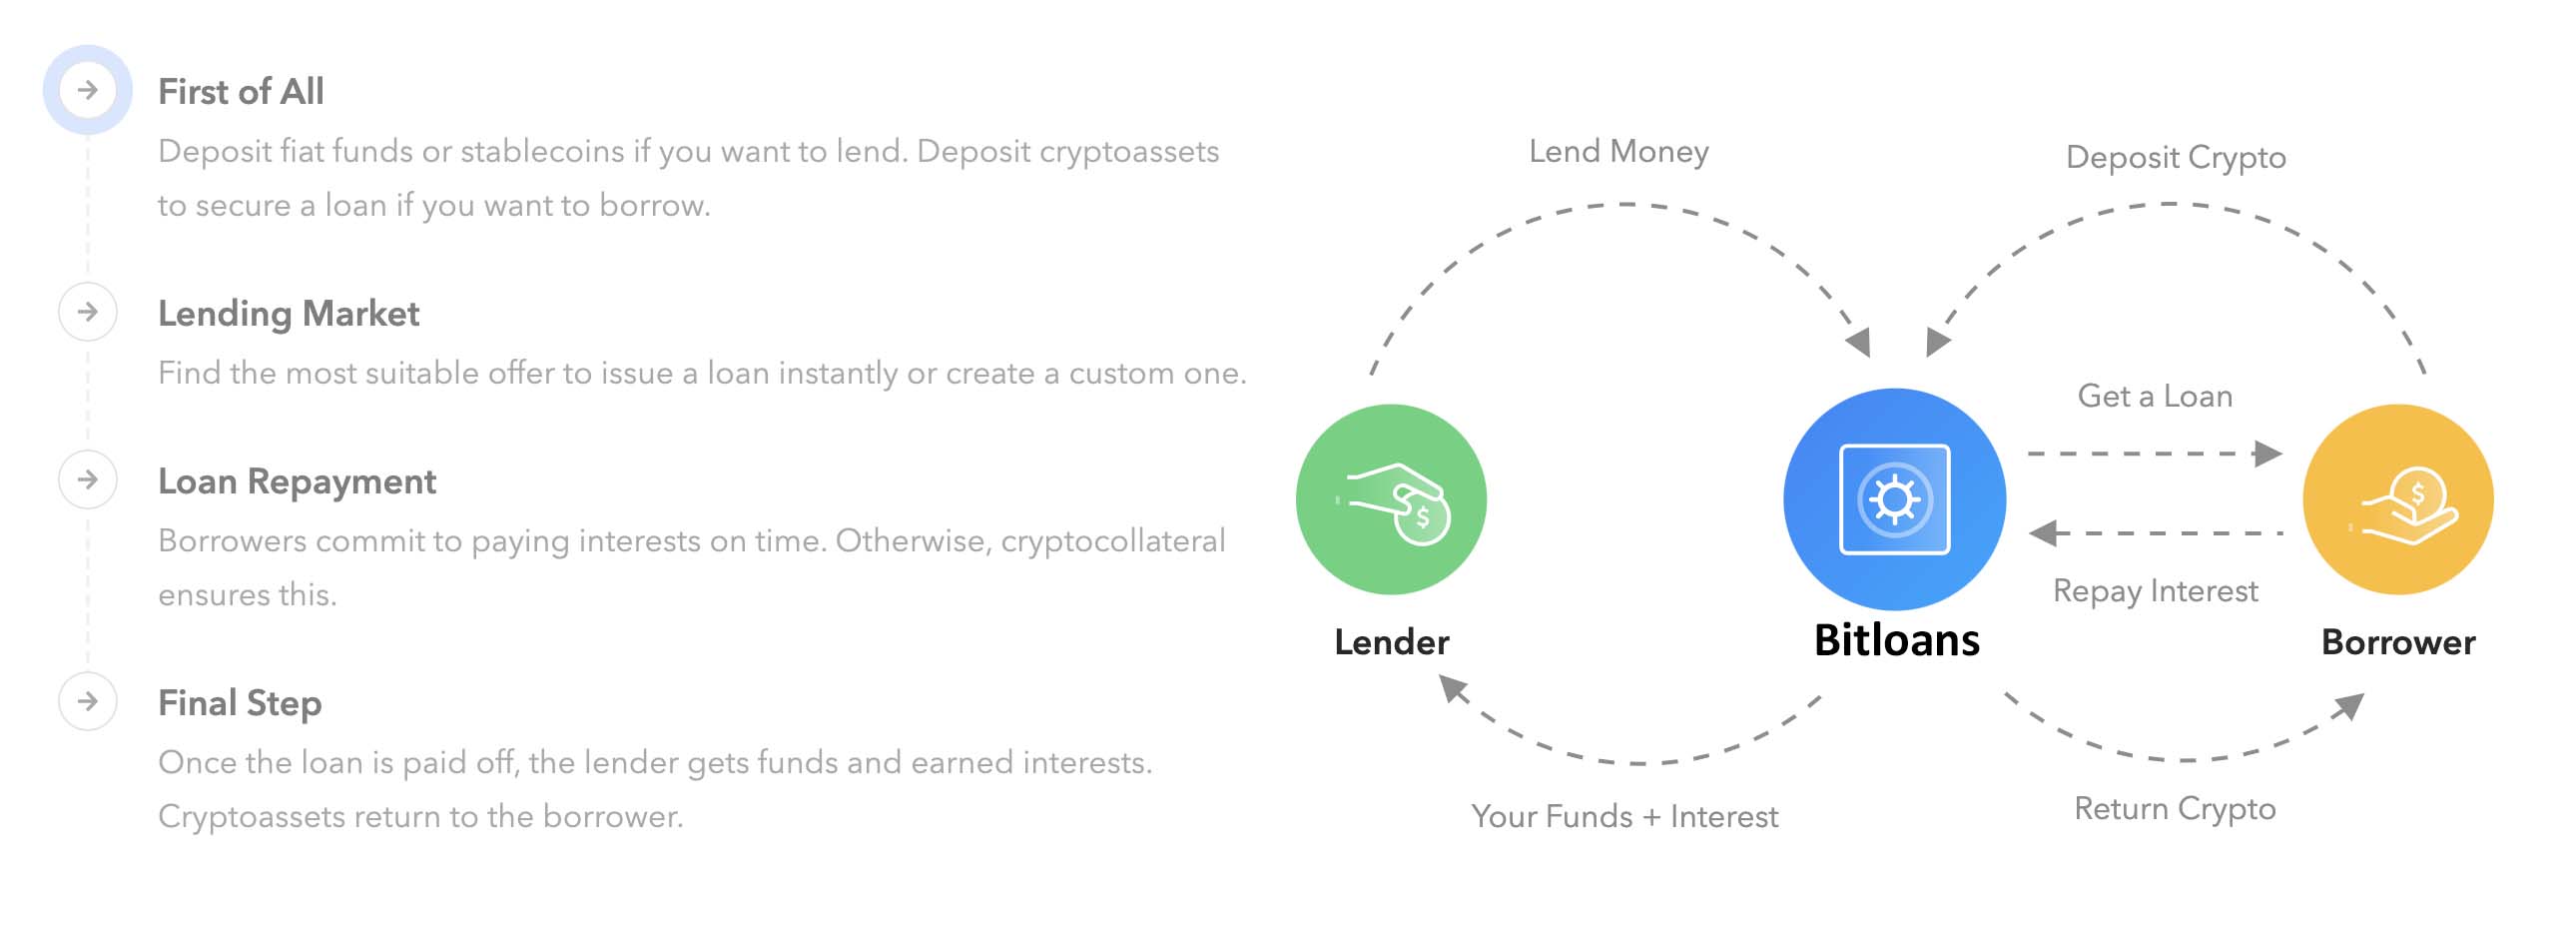 First of All
Deposit fiat funds or stablecoins if you want to lend. Deposit cryptoassets
to secure a loan if you want to borrow.
Lending Market
Find the most suitable offer to issue a loan instantly or create a custom one.
Loan Repayment
Borrowers commit to paying interests on time. Otherwise, cryptocollateral
ensures this.
Final Step
Once the loan is paid off, the lender gets funds and earned interests.
Cryptoassets return to the borrower.
Lend Money
Deposit Crypto
Get a Loan
$
$
Repay Interest
Lender
Bitloans
Borrower
Your Funds + Interest
Return Crypto